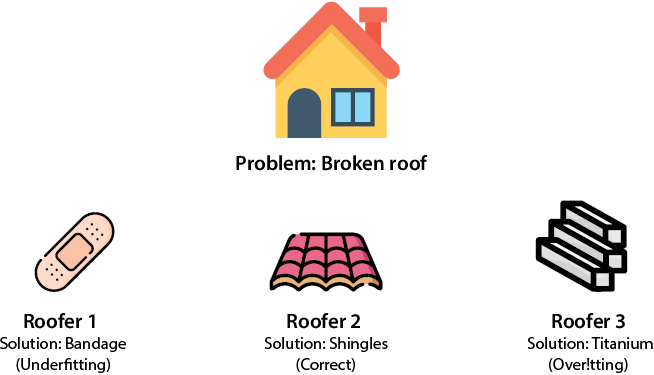 Problem: Broken roof
Roofer 1
Solution: Bandage
(Underfitting)
Roofer 2
Solution: Shingles
(Correct)
Roofer 3
Solution: Titanium
(Over!tting)